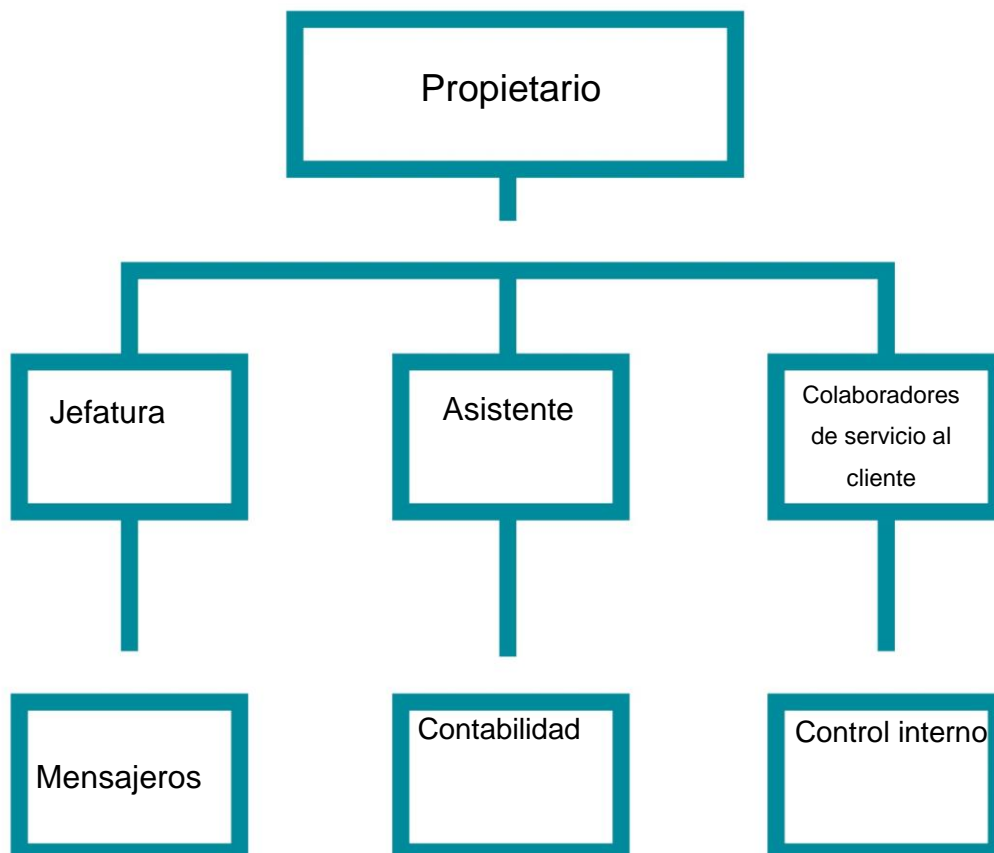 Propietario
Jefatura
Asistente
Colaboradores
de servicio al
cliente
Mensajeros
Contabilidad
Control interno